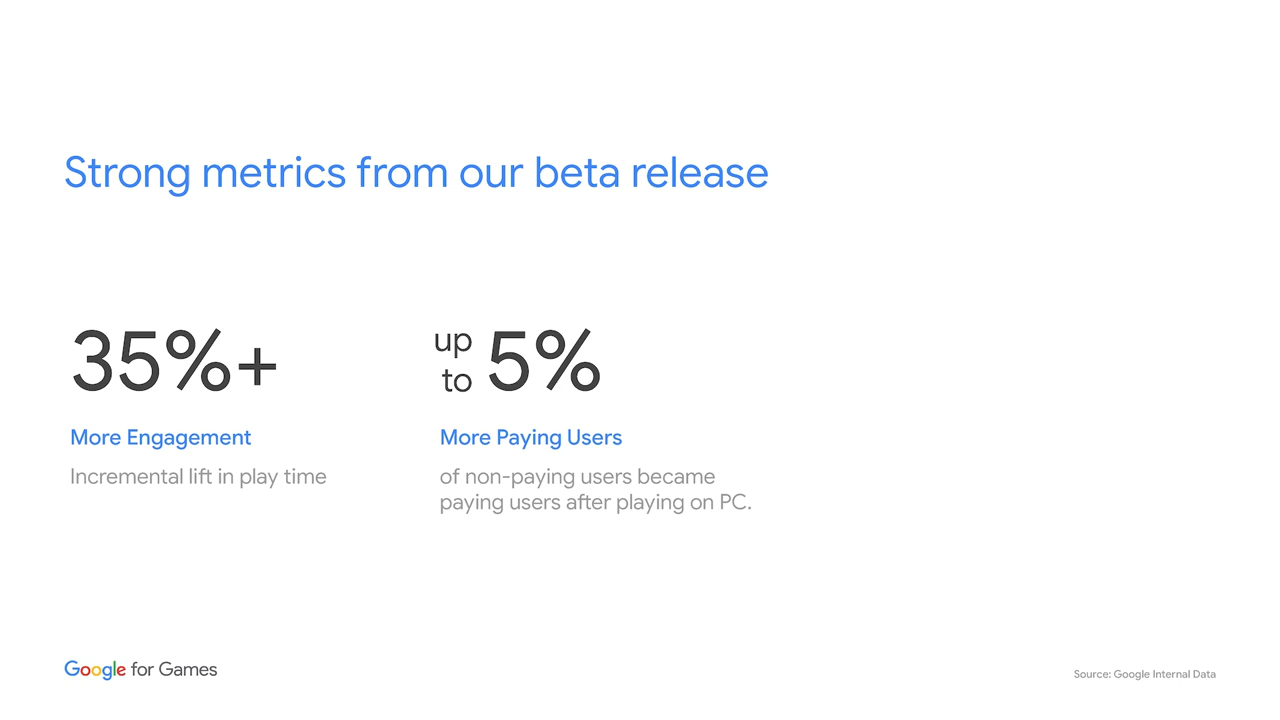 Strong metrics from our beta release
35%+
More Engagement
Incremental lift in play time
up
to 5%
More Paying Users
of non-paying users became
paying users after playing on PC.
Google for Games
Source: Google Internal Data